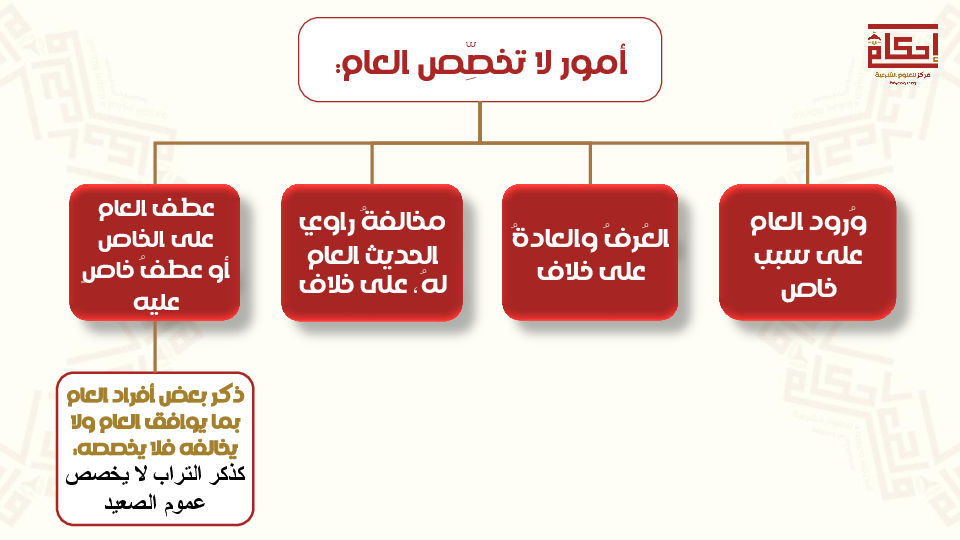 إحكام
مركز للعلوم الشرعية
أمور لا تخصِّص العام:
وُرود العام
على سبب
خاص
العُرفُ والعادةُ
على خلاف
مخالفةُ راوي
الحديث العام
لهُ، على خلاف
عطف العام
على الخاص
أو عطفُ خاصٍ
عليه
ذكر بعض أفراد العام
بما يوافق العام ولا
يخالفه فلا يخصصه:
كذكر التراب لا يخصص
عموم الصعيد